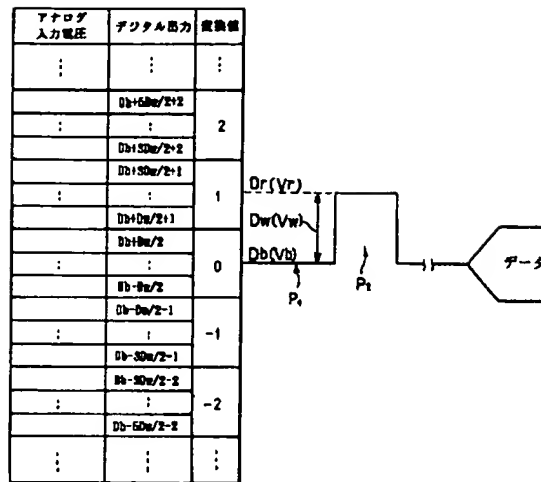 アナログ入力電圧 デジタル出力 変換値
⋮ ⋮ ⋮
Db+5Dw/2+2
⋮ ⋮ 2
Db+3Dw/2+2
Db+3Dw/2+1
⋮ ⋮ 1
Db+Dw/2+1
Db+Dw/2
⋮ ⋮ 0
Db-Dw/2
Db-Dw/2-1
⋮ ⋮ -1
Db-3Dw/2-1
Db-3Dw/2-2
⋮ ⋮ -2
Db-5Dw/2-2
⋮ ⋮ ⋮
Dr(Vr)
Dw(Vw)
Db(Vb)
P₁
P₂
データ